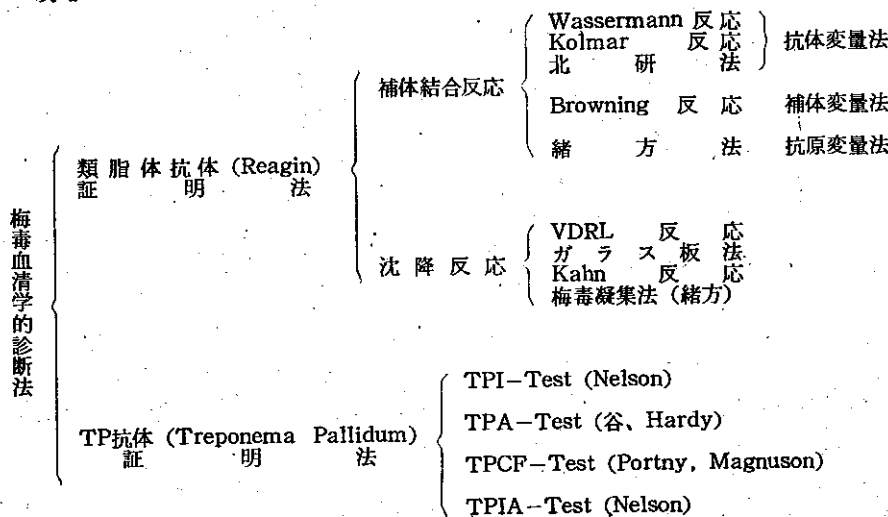 梅毒血清学的診断法
類脂体抗体 (Reagin)
証明法
補体結合反応
Wassermann 反応
Kolmar 反応
北研法
抗体変量法
Browning 反応 補体変量法
緒方法 抗原変量法
沈降反応
VDRL 反応
ガラス板法
Kahn 反応
梅毒凝集法 (緒方)
TP抗体 (Treponema Pallidum)
証明法
TPI-Test (Nelson)
TPA-Test (谷、Hardy)
TPCF-Test (Portny, Magnuson)
TPIA-Test (Nelson)